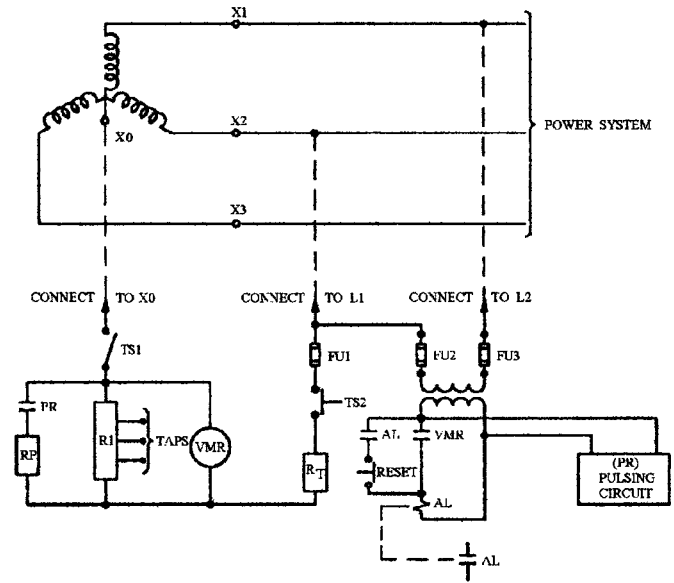 X1
X2
X0
POWER SYSTEM
X3
CONNECT TO X0
CONNECT TO L1
CONNECT TO L2
TS1
FU1
FU2
FU3
PR
TS2
R1
TAPS
VMR
AL
VMR
RP
RT
RESET
(PR)
PULSING
CIRCUIT
AL
AL